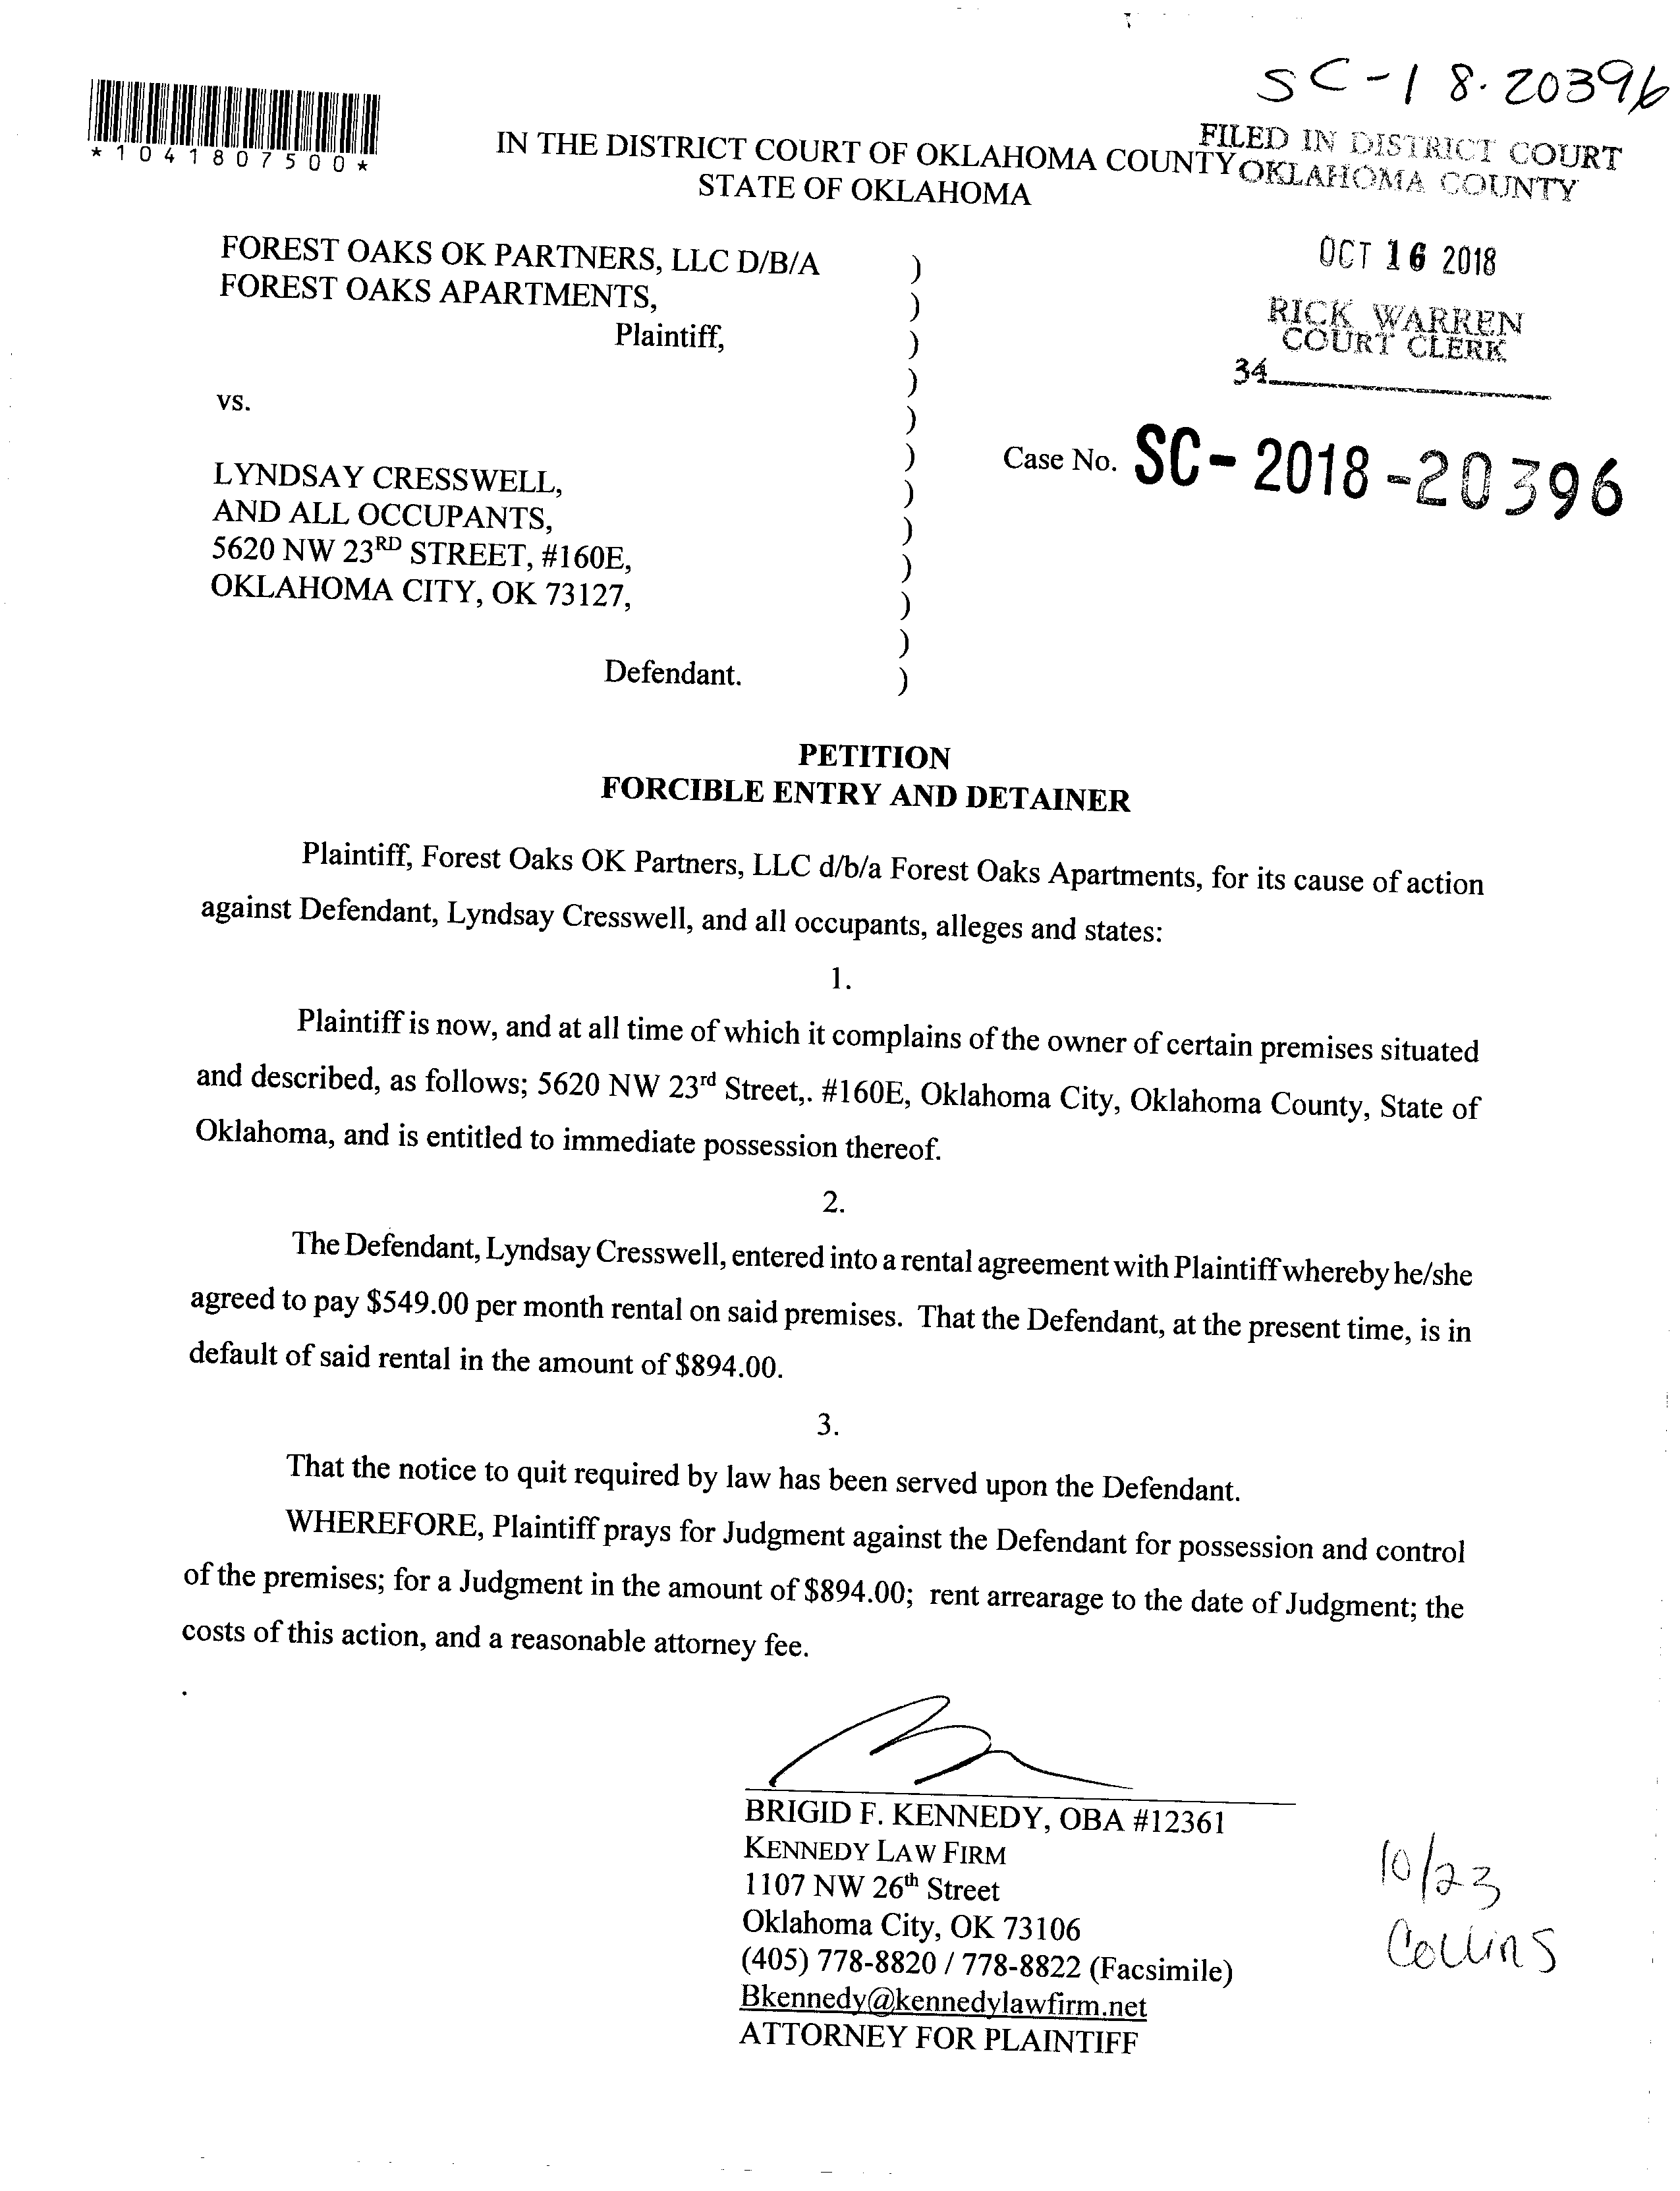 SC-18-20396
*1041807500*
IN THE DISTRICT COURT OF OKLAHOMA COUNTY
STATE OF OKLAHOMA
FILED IN DISTRICT COURT
OKLAHOMA COUNTY
OCT 16 2018
RICK WARREN
COURT CLERK
34
FOREST OAKS OK PARTNERS, LLC D/B/A )
FOREST OAKS APARTMENTS, )
Plaintiff, )
)
vs. )
)
LYNDSAY CRESSWELL, )
AND ALL OCCUPANTS, )
5620 NW 23RD STREET, #160E, )
OKLAHOMA CITY, OK 73127, )
)
Defendant. )
Case No. SC-2018-20396
PETITION
FORCIBLE ENTRY AND DETAINER
Plaintiff, Forest Oaks OK Partners, LLC d/b/a Forest Oaks Apartments, for its cause of action
against Defendant, Lyndsay Cresswell, and all occupants, alleges and states:
1.
Plaintiff is now, and at all time of which it complains of the owner of certain premises situated
and described, as follows; 5620 NW 23rd Street,. #160E, Oklahoma City, Oklahoma County, State of
Oklahoma, and is entitled to immediate possession thereof.
2.
The Defendant, Lyndsay Cresswell, entered into a rental agreement with Plaintiff whereby he/she
agreed to pay $549.00 per month rental on said premises. That the Defendant, at the present time, is in
default of said rental in the amount of $894.00.
3.
That the notice to quit required by law has been served upon the Defendant.
WHEREFORE, Plaintiff prays for Judgment against the Defendant for possession and control
of the premises; for a Judgment in the amount of $894.00; rent arrearage to the date of Judgment; the
costs of this action, and a reasonable attorney fee.
BRIGID F. KENNEDY, OBA #12361
KENNEDY LAW FIRM
1107 NW 26th Street
Oklahoma City, OK 73106
(405) 778-8820 / 778-8822 (Facsimile)
Bkennedy@kennedylawfirm.net
ATTORNEY FOR PLAINTIFF
10/23
Collins